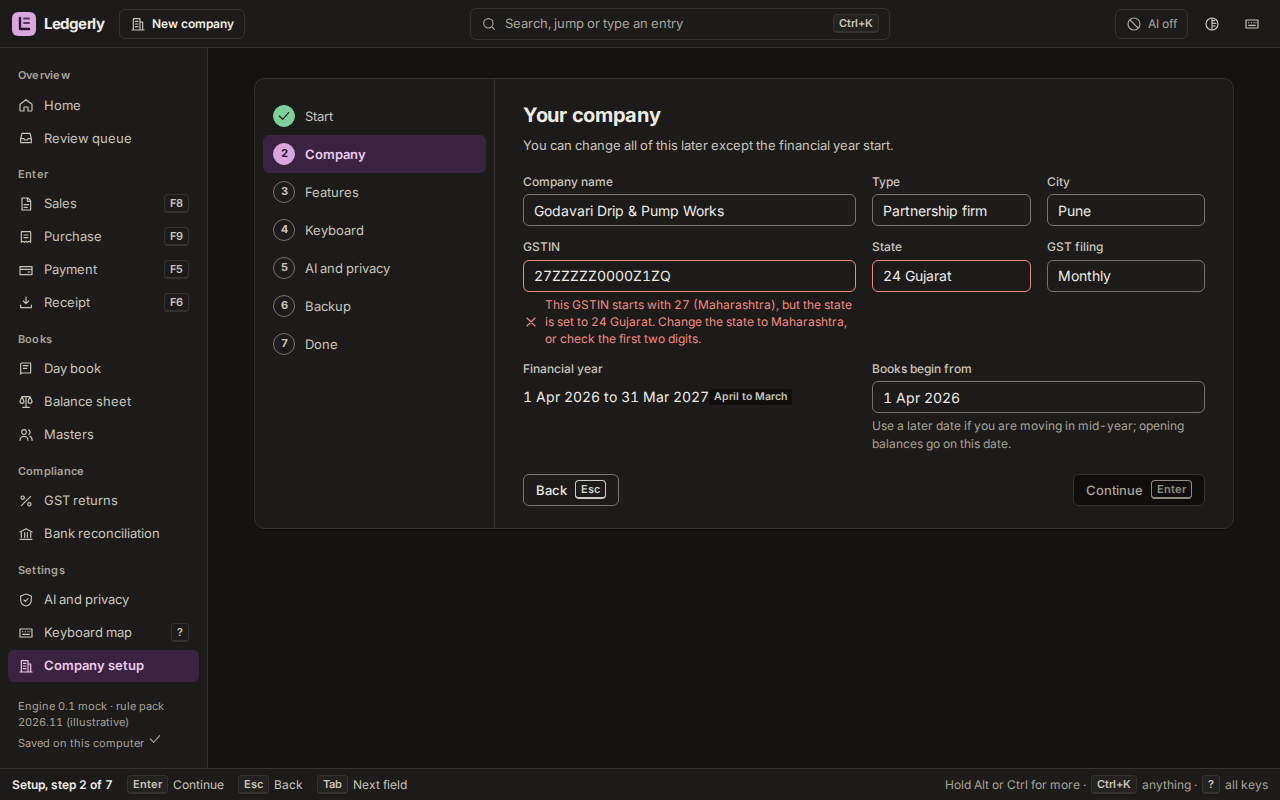 Ledgerly
New company
Search, jump or type an entry
Ctrl+K
AI off
Overview
Home
Review queue
Enter
Sales F8
Purchase F9
Payment F5
Receipt F6
Books
Day book
Balance sheet
Masters
Compliance
GST returns
Bank reconciliation
Settings
AI and privacy
Keyboard map ?
Company setup
Engine 0.1 mock · rule pack
2026.11 (illustrative)
Saved on this computer
Start
2 Company
3 Features
4 Keyboard
5 AI and privacy
6 Backup
7 Done
Your company
You can change all of this later except the financial year start.
Company name Type City
Godavari Drip & Pump Works Partnership firm Pune
GSTIN State GST filing
27ZZZZZ0000Z1ZQ 24 Gujarat Monthly
This GSTIN starts with 27 (Maharashtra), but the state
is set to 24 Gujarat. Change the state to Maharashtra,
or check the first two digits.
Financial year Books begin from
1 Apr 2026 to 31 Mar 2027 April to March 1 Apr 2026
Use a later date if you are moving in mid-year; opening
balances go on this date.
Back Esc Continue Enter
Setup, step 2 of 7 Enter Continue Esc Back Tab Next field Hold Alt or Ctrl for more · Ctrl+K anything · ? all keys